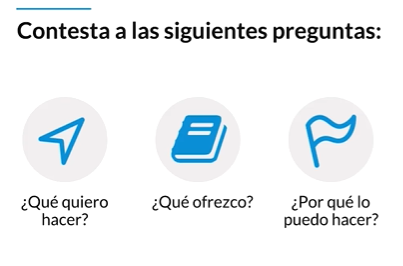 Contesta a las siguientes preguntas:
¿Qué quiero
hacer?
¿Qué ofrezco?
¿Por qué lo
puedo hacer?